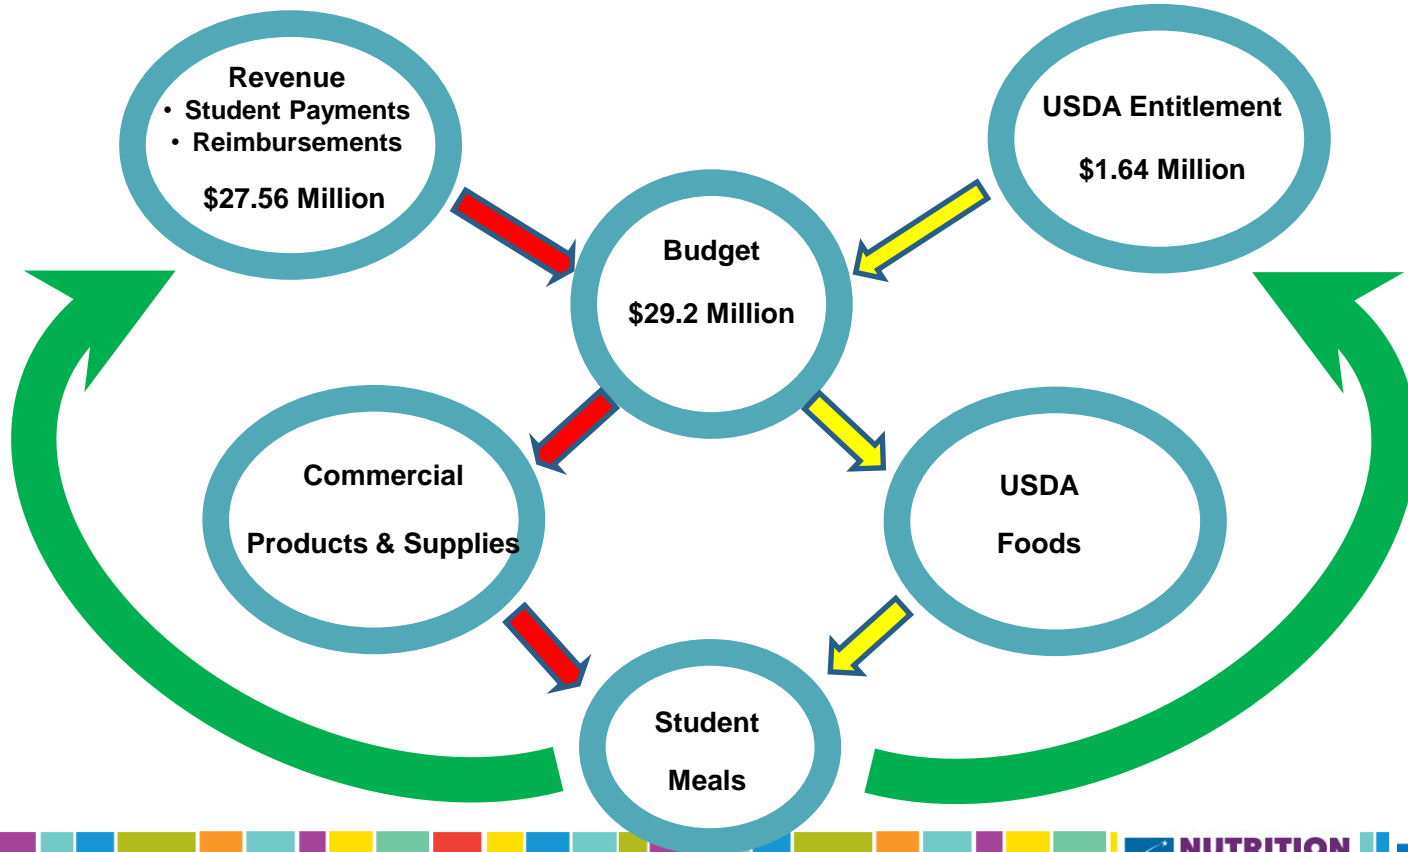 Revenue
• Student Payments
• Reimbursements
$27.56 Million
USDA Entitlement
$1.64 Million
Budget
$29.2 Million
Commercial
Products & Supplies
USDA
Foods
Student
Meals
NUTRITION